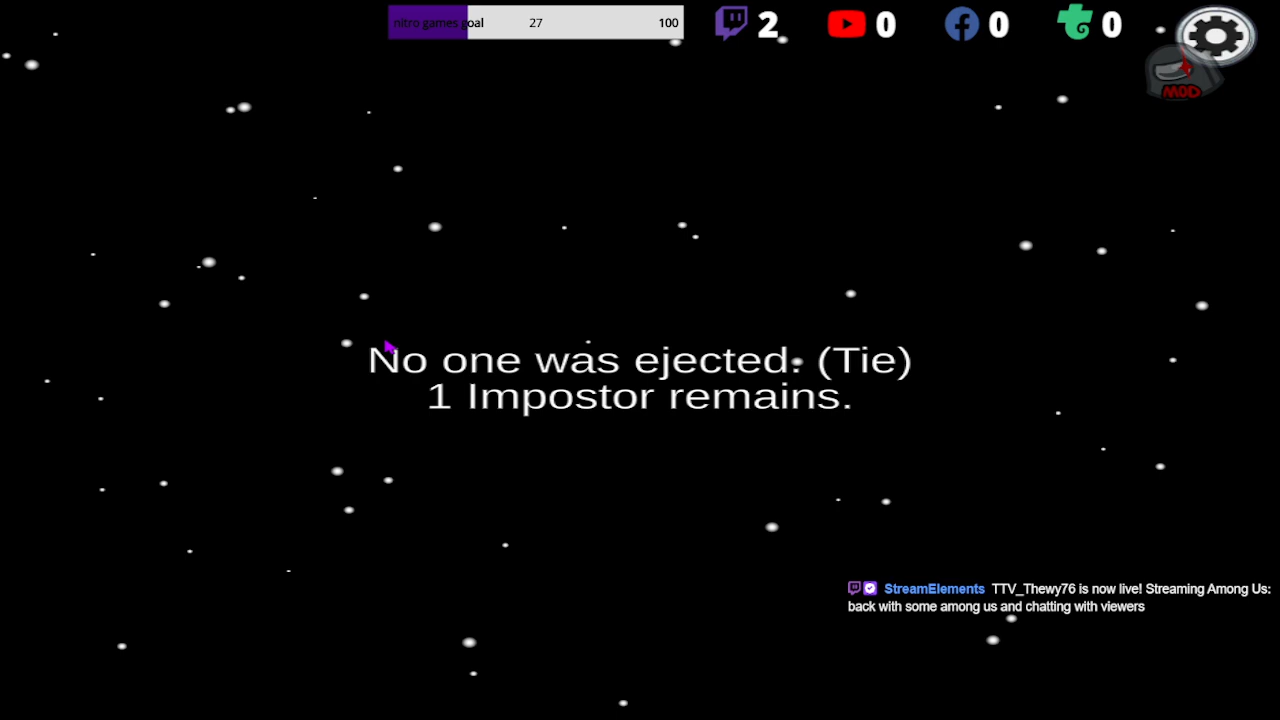 nitro games goal 27 100 2 0 0 0
MOD
No one was ejected. (Tie)
1 Impostor remains.
StreamElements TTV_Thewy76 is now live! Streaming Among Us:
back with some among us and chatting with viewers